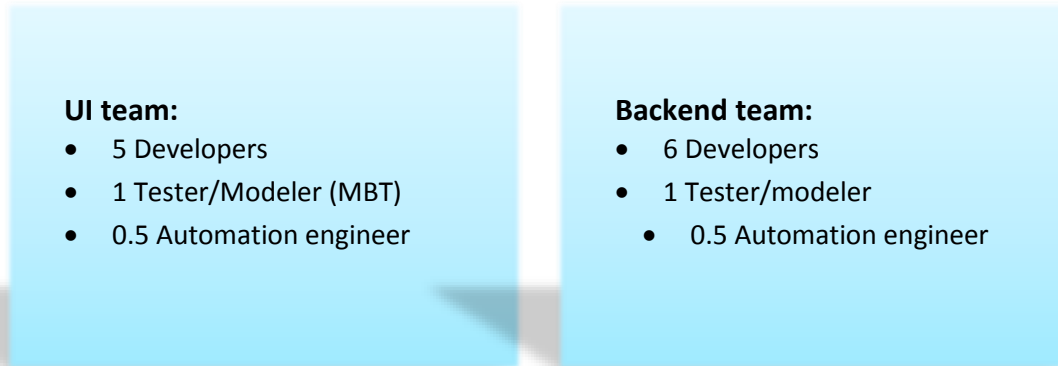 UI team:
• 5 Developers
• 1 Tester/Modeler (MBT)
• 0.5 Automation engineer
Backend team:
• 6 Developers
• 1 Tester/modeler
• 0.5 Automation engineer